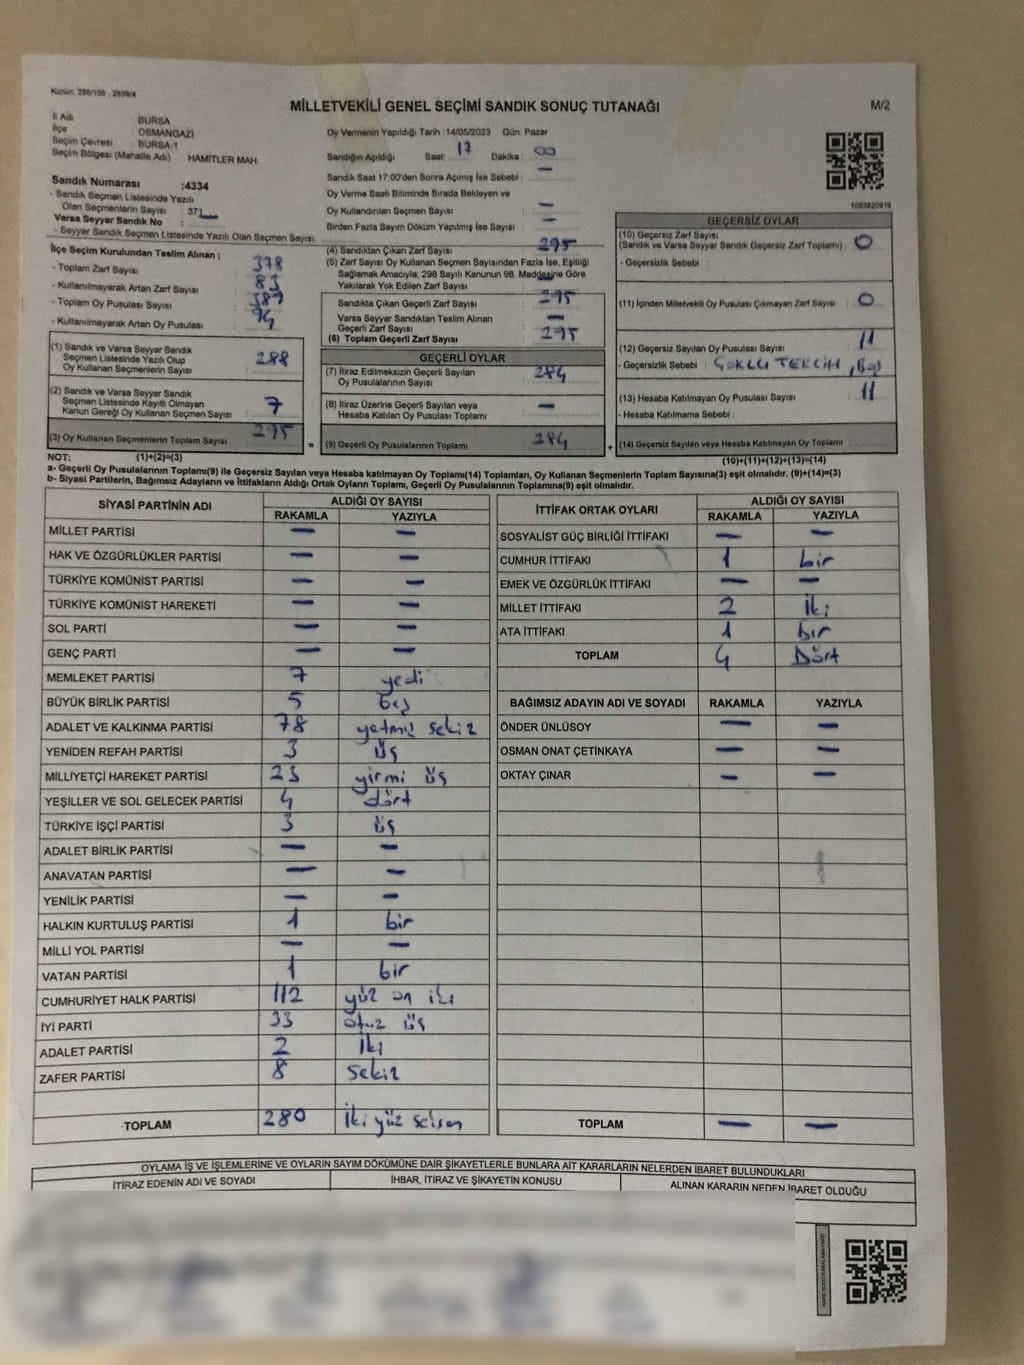 Kanun, 298/108 , 2839/4
MİLLETVEKİLİ GENEL SEÇİMİ SANDIK SONUÇ TUTANAĞI
M/2
İl Adı : BURSA
İlçe : OSMANGAZİ
Seçim Çevresi : BURSA-1
Seçim Bölgesi (Mahalle Adı) : HAMİTLER MAH.
Oy Vermenin Yapıldığı Tarih :14/05/2023 Gün: Pazar
Sandığın Açıldığı Saat: 17 Dakika : 00
Sandık Saat 17:00'den Sonra Açımış İse Sebebi : —
Oy Verme Saati Bitiminde Sırada Bekleyen ve
Oy Kullandırılan Seçmen Sayısı : —
Birden Fazla Sayım Döküm Yapılmış İse Sayısı : —
1083820916
Sandık Numarası :4334
- Sandık Seçmen Listesinde Yazılı
Olan Seçmenlerin Sayısı : 371
Varsa Seyyar Sandık No : —
- Seyyar Sandık Seçmen Listesinde Yazılı Olan Seçmen Sayısı:
İlçe Seçim Kurulundan Teslim Alınan ;
- Toplam Zarf Sayısı : 378
- Kullanılmayarak Artan Zarf Sayısı : 83
- Toplam Oy Pusulası Sayısı : 389
- Kullanılmayarak Artan Oy Pusulası : 94
(1) Sandık ve Varsa Seyyar Sandık
Seçmen Listesinde Yazılı Olup
Oy Kullanan Seçmenlerin Sayısı : 288
(2) Sandık ve Varsa Seyyar Sandık
Seçmen Listesinde Kayıtlı Olmayan
Kanun Gereği Oy Kullanan Seçmen Sayısı : 7
(3) Oy Kullanan Seçmenlerin Toplam Sayısı 295
(4) Sandıktan Çıkan Zarf Sayısı : 295
(5) Zarf Sayısı Oy Kullanan Seçmen Sayısından Fazla İse, Eşitliği
Sağlamak Amacıyla; 298 Sayılı Kanunun 98. Maddesine Göre
Yakılarak Yok Edilen Zarf Sayısı : —
Sandıkta Çıkan Geçerli Zarf Sayısı : 295
Varsa Seyyar Sandıktan Teslim Alınan
Geçerli Zarf Sayısı : —
(6) Toplam Geçerli Zarf Sayısı : 295
GEÇERLİ OYLAR
(7) İtiraz Edilmeksizin Geçerli Sayılan
Oy Pusulalarının Sayısı : 284
(8) İtiraz Üzerine Geçerli Sayılan veya
Hesaba Katılan Oy Pusulası Toplamı : —
= (9) Geçerli Oy Pusulalarının Toplamı : 284
GEÇERSİZ OYLAR
(10) Geçersiz Zarf Sayısı
(Sandık ve Varsa Seyyar Sandık Geçersiz Zarf Toplamı) : 0
- Geçersizlik Sebebi :
(11) İçinden Milletvekili Oy Pusulası Çıkmayan Zarf Sayısı : 0
(12) Geçersiz Sayılan Oy Pusulası Sayısı : 11
- Geçersizlik Sebebi : ÇOKLU TERCİH, Boş
(13) Hesaba Katılmayan Oy Pusulası Sayısı : 11
- Hesaba Katılmama Sebebi :
+ (14) Geçersiz Sayılan veya Hesaba Katılmayan Oy Toplamı :
NOT: (1)+(2)=(3)
(10)+(11)+(12)+(13)=(14)
a- Geçerli Oy Pusulalarının Toplamı(9) ile Geçersiz Sayılan veya Hesaba katılmayan Oy Toplamı(14) Toplamları, Oy Kullanan Seçmenlerin Toplam Sayısına(3) eşit olmalıdır. (9)+(14)=(3)
b- Siyasi Partilerin, Bağımsız Adayların ve İttifakların Aldığı Ortak Oyların Toplamı, Geçerli Oy Pusulalarının Toplamına(9) eşit olmalıdır.
SİYASİ PARTİNİN ADI ALDIĞI OY SAYISI
RAKAMLA YAZIYLA
MİLLET PARTİSİ — —
HAK VE ÖZGÜRLÜKLER PARTİSİ — —
TÜRKİYE KOMÜNİST PARTİSİ — —
TÜRKİYE KOMÜNİST HAREKETİ — —
SOL PARTİ — —
GENÇ PARTİ — —
MEMLEKET PARTİSİ 7 yedi
BÜYÜK BİRLİK PARTİSİ 5 beş
ADALET VE KALKINMA PARTİSİ 78 yetmiş sekiz
YENİDEN REFAH PARTİSİ 3 üç
MİLLİYETÇİ HAREKET PARTİSİ 23 yirmi üç
YEŞİLLER VE SOL GELECEK PARTİSİ 4 dört
TÜRKİYE İŞÇİ PARTİSİ 3 üç
ADALET BİRLİK PARTİSİ — —
ANAVATAN PARTİSİ — —
YENİLİK PARTİSİ — —
HALKIN KURTULUŞ PARTİSİ 1 bir
MİLLİ YOL PARTİSİ — —
VATAN PARTİSİ 1 bir
CUMHURİYET HALK PARTİSİ 112 yüz on iki
İYİ PARTİ 33 otuz üç
ADALET PARTİSİ 2 İki
ZAFER PARTİSİ 8 sekiz
TOPLAM 280 İki yüz seksen
İTTİFAK ORTAK OYLARI ALDIĞI OY SAYISI
RAKAMLA YAZIYLA
SOSYALİST GÜÇ BİRLİĞİ İTTİFAKI — —
CUMHUR İTTİFAKI 1 bir
EMEK VE ÖZGÜRLÜK İTTİFAKI — —
MİLLET İTTİFAKI 2 İki
ATA İTTİFAKI 1 bir
TOPLAM 4 Dört
BAĞIMSIZ ADAYIN ADI VE SOYADI RAKAMLA YAZIYLA
ÖNDER ÜNLÜSOY — —
OSMAN ONAT ÇETİNKAYA — —
OKTAY ÇINAR — —
TOPLAM — —
OYLAMA İŞ VE İŞLEMLERİNE VE OYLARIN SAYIM DÖKÜMÜNE DAİR ŞİKAYETLERLE BUNLARA AİT KARARLARIN NELERDEN İBARET BULUNDUKLARI
İTİRAZ EDENİN ADI VE SOYADI İHBAR, İTİRAZ VE ŞİKAYETİN KONUSU ALINAN KARARIN NEDEN İBARET OLDUĞU